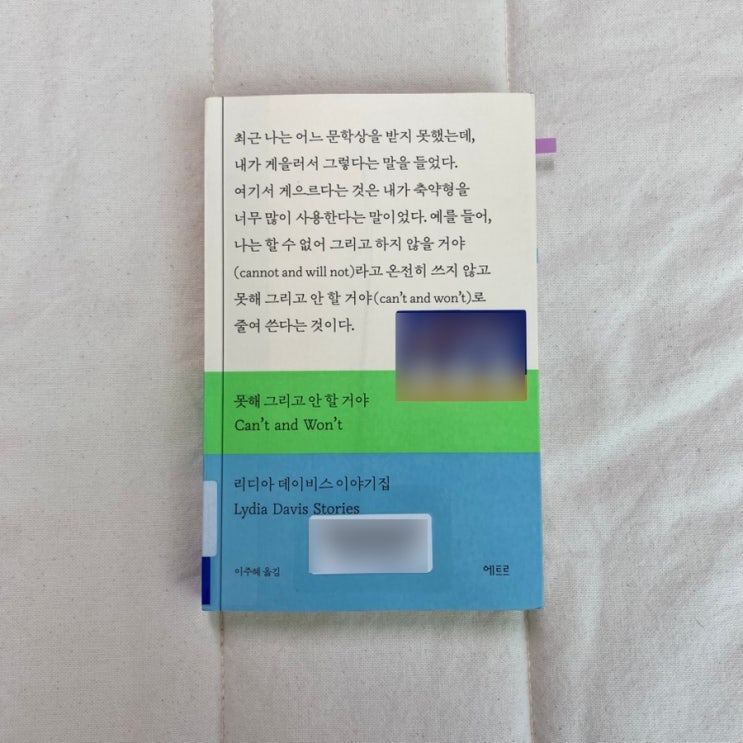 최근 나는 어느 문학상을 받지 못했는데,
내가 게을러서 그렇다는 말을 들었다.
여기서 게으르다는 것은 내가 축약형을
너무 많이 사용한다는 말이었다. 예를 들어,
나는 할 수 없어 그리고 하지 않을 거야
(cannot and will not)라고 온전히 쓰지 않고
못해 그리고 안 할 거야(can't and won't)로
줄여 쓴다는 것이다.
못해 그리고 안 할 거야
Can't and Won't
리디아 데이비스 이야기집
Lydia Davis Stories
이주혜 옮김
에트르